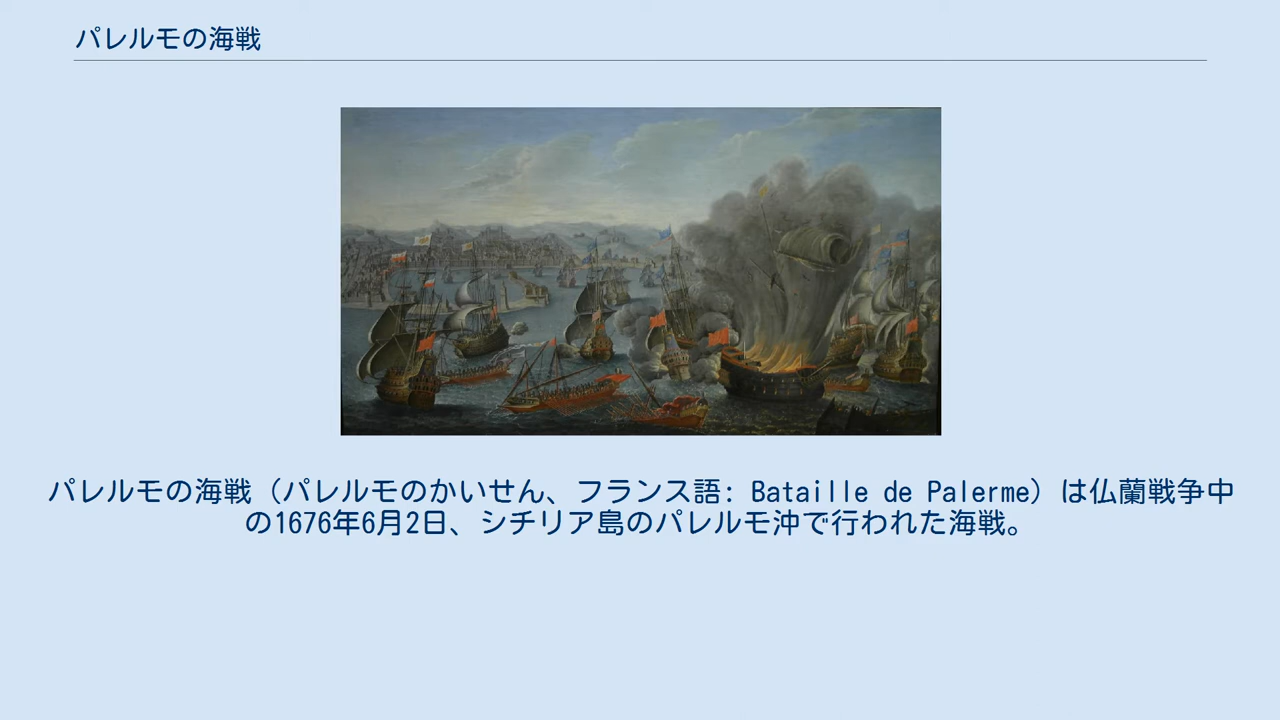 パレルモの海戦
パレルモの海戦（パレルモのかいせん、フランス語: Bataille de Palerme）は仏蘭戦争中
の1676年6月2日、シチリア島のパレルモ沖で行われた海戦。